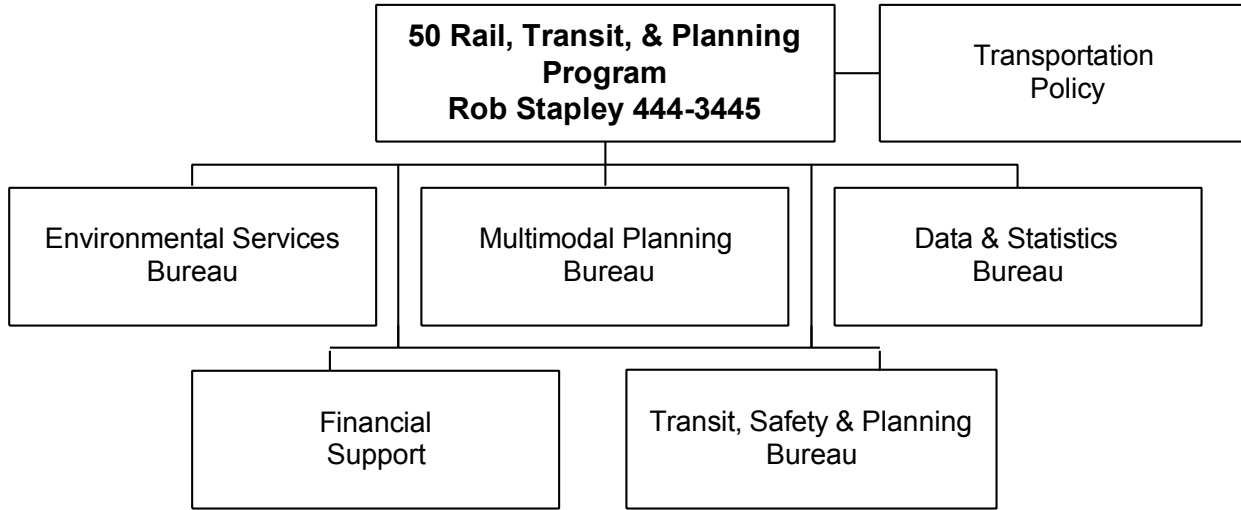 50 Rail, Transit, & Planning
Program
Rob Stapley 444-3445
Transportation
Policy
Environmental Services
Bureau
Multimodal Planning
Bureau
Data & Statistics
Bureau
Financial
Support
Transit, Safety & Planning
Bureau